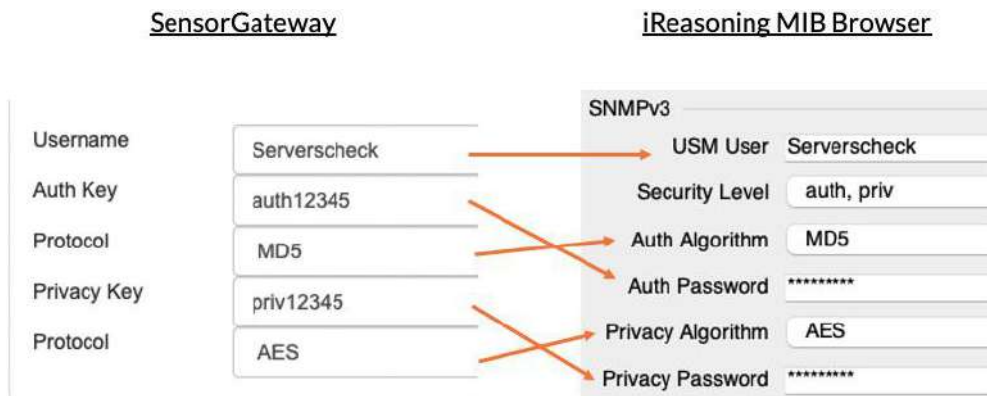 SensorGateway
iReasoning MIB Browser
Username
Serverscheck
Auth Key
auth12345
Protocol
MD5
Privacy Key
priv12345
Protocol
AES
SNMPv3
USM User Serverscheck
Security Level auth, priv
Auth Algorithm MD5
Auth Password *********
Privacy Algorithm AES
Privacy Password *********